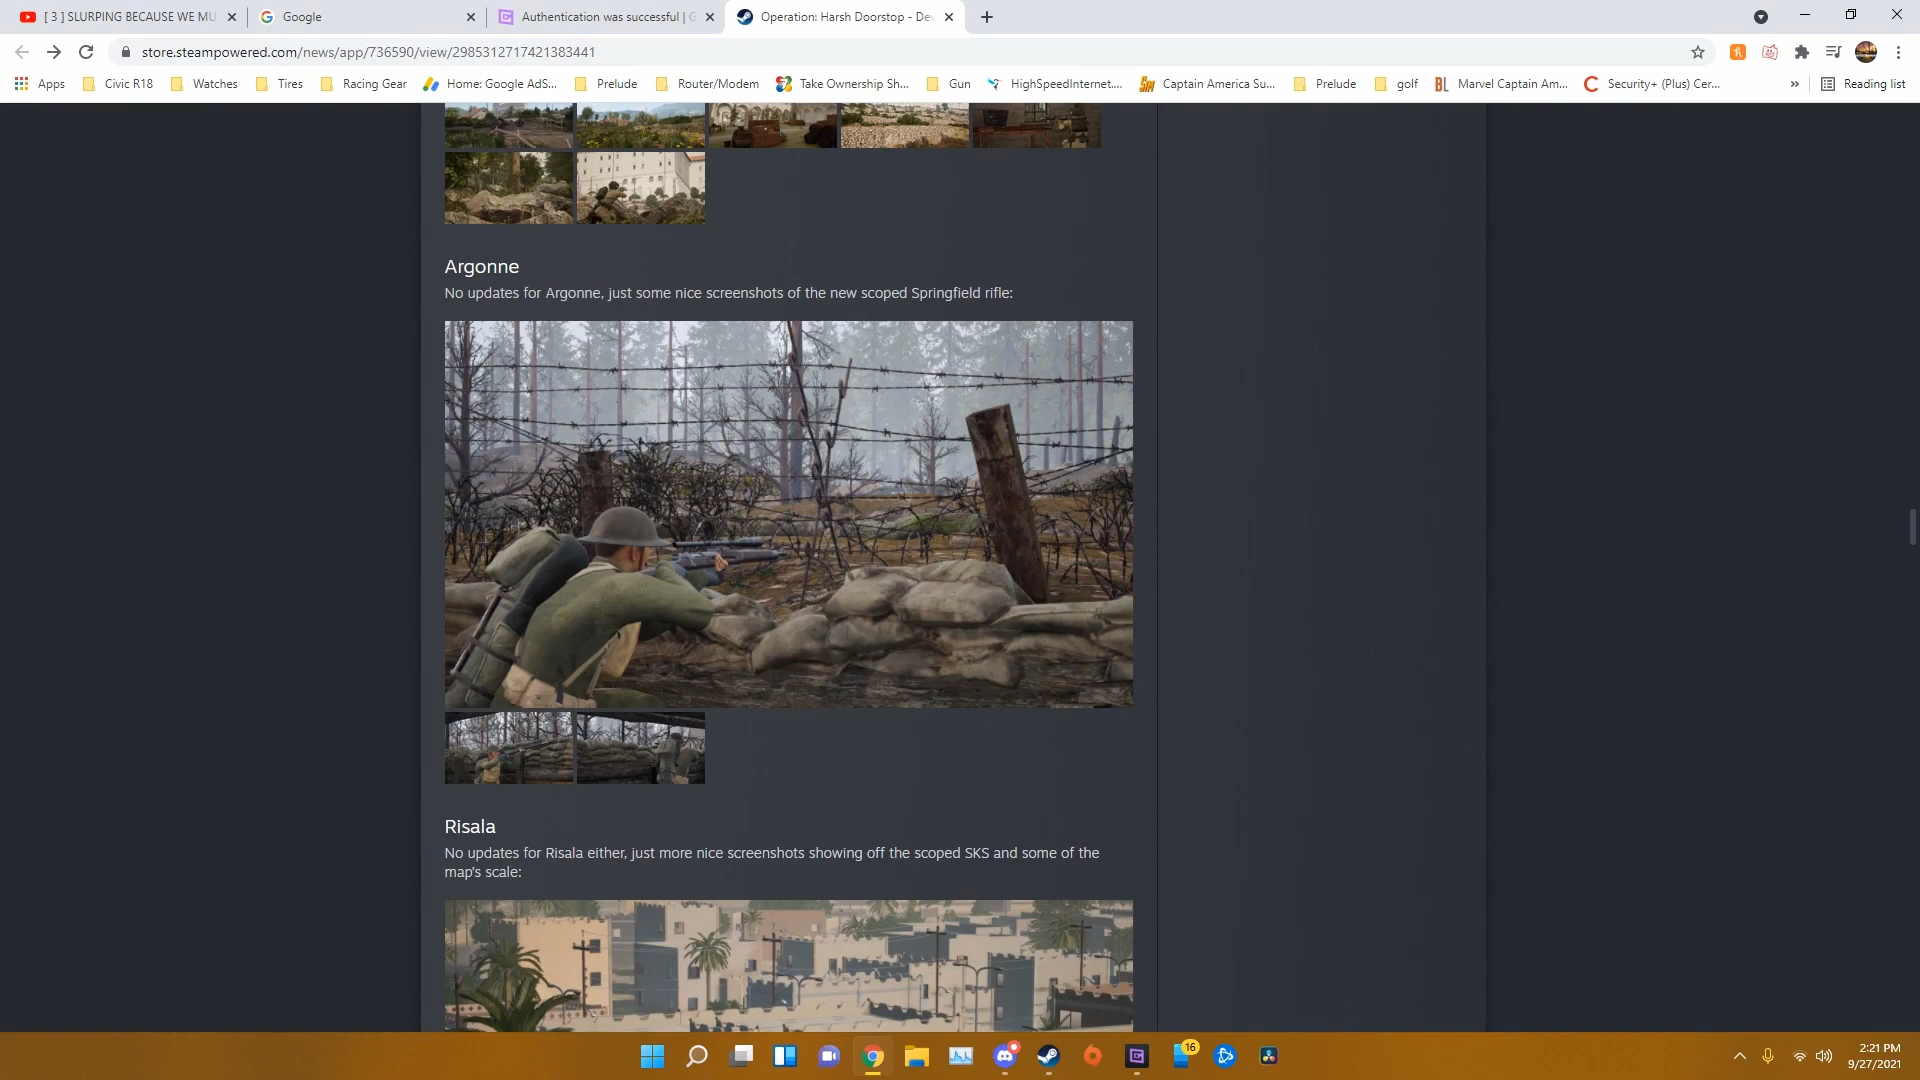 [ 3 ] SLURPING BECAUSE WE MU
Google
Authentication was successful | G
Operation: Harsh Doorstop - Dev
store.steampowered.com/news/app/736590/view/2985312717421383441
Apps
Civic R18
Watches
Tires
Racing Gear
Home: Google AdS...
Prelude
Router/Modem
Take Ownership Sh...
Gun
HighSpeedInternet....
Captain America Su...
Prelude
golf
BL
Marvel Captain Am...
Security+ (Plus) Cer...
»
Reading list
Argonne
No updates for Argonne, just some nice screenshots of the new scoped Springfield rifle:
Risala
No updates for Risala either, just more nice screenshots showing off the scoped SKS and some of the
map's scale:
16
2:21 PM
9/27/2021